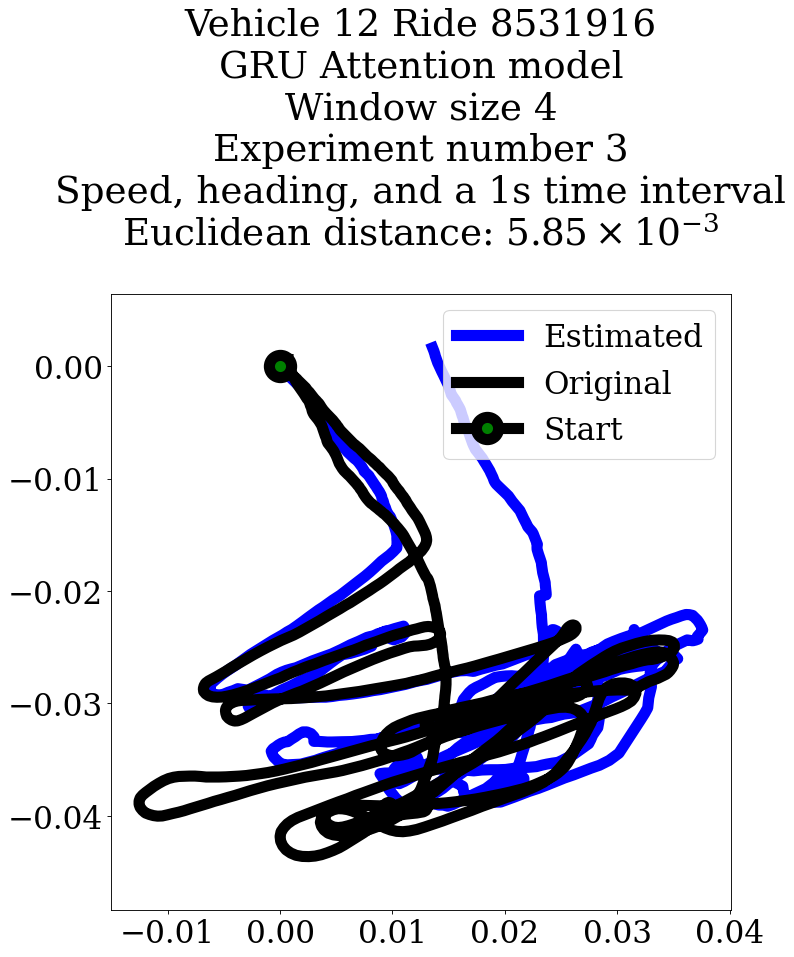 Vehicle 12 Ride 8531916
GRU Attention model
Window size 4
Experiment number 3
Speed, heading, and a 1s time interval
Euclidean distance: 5.85 × 10⁻³
Estimated
Original
Start
0.00
−0.01
−0.02
−0.03
−0.04
−0.01 0.00 0.01 0.02 0.03 0.04